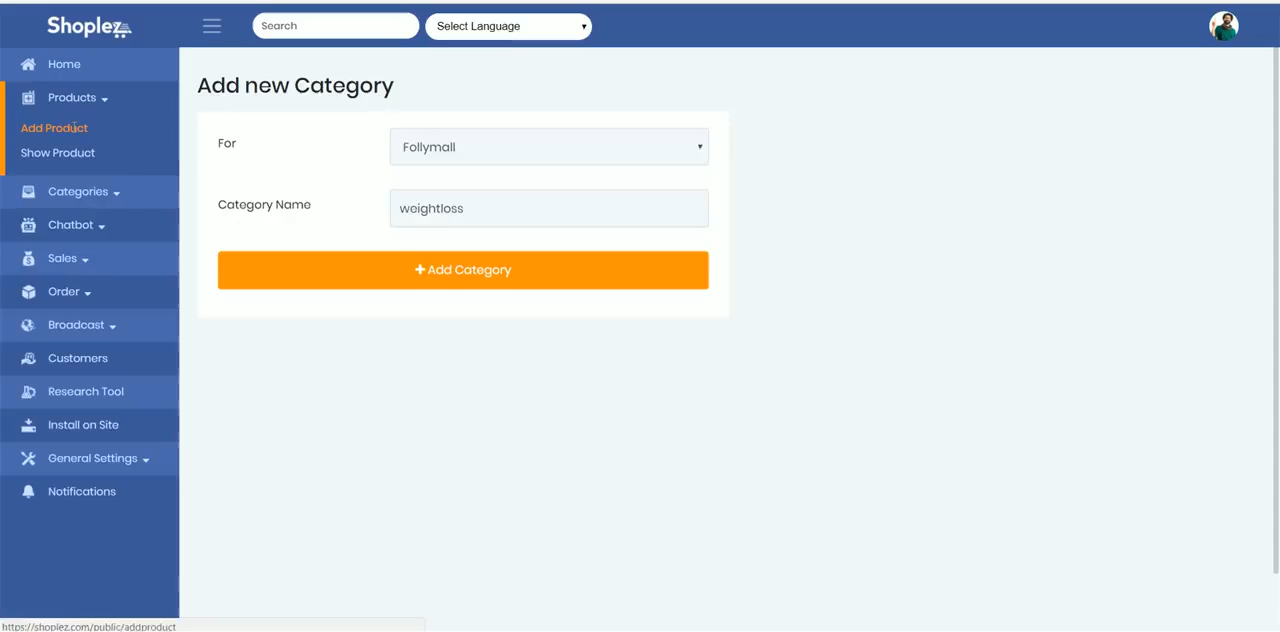 Shoplez
Search
Select Language
Home
Products
Add Product
Show Product
Categories
Chatbot
Sales
Order
Broadcast
Customers
Research Tool
Install on Site
General Settings
Notifications
Add new Category
For
Follymall
Category Name
weightloss
+ Add Category
https://shoplez.com/public/addproduct